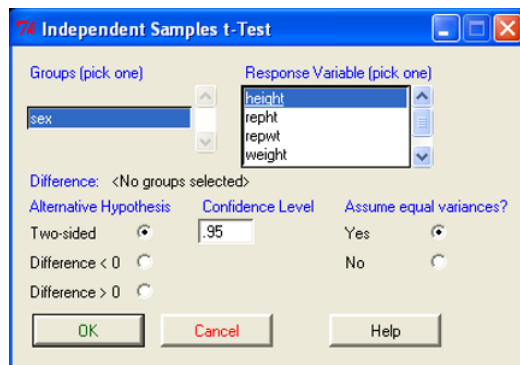 Independent Samples t-Test
Groups (pick one) Response Variable (pick one)
sex
height
repht
repwt
weight
Difference: <No groups selected>
Alternative Hypothesis Confidence Level Assume equal variances?
Two-sided .95 Yes
Difference < 0 No
Difference > 0
OK Cancel Help